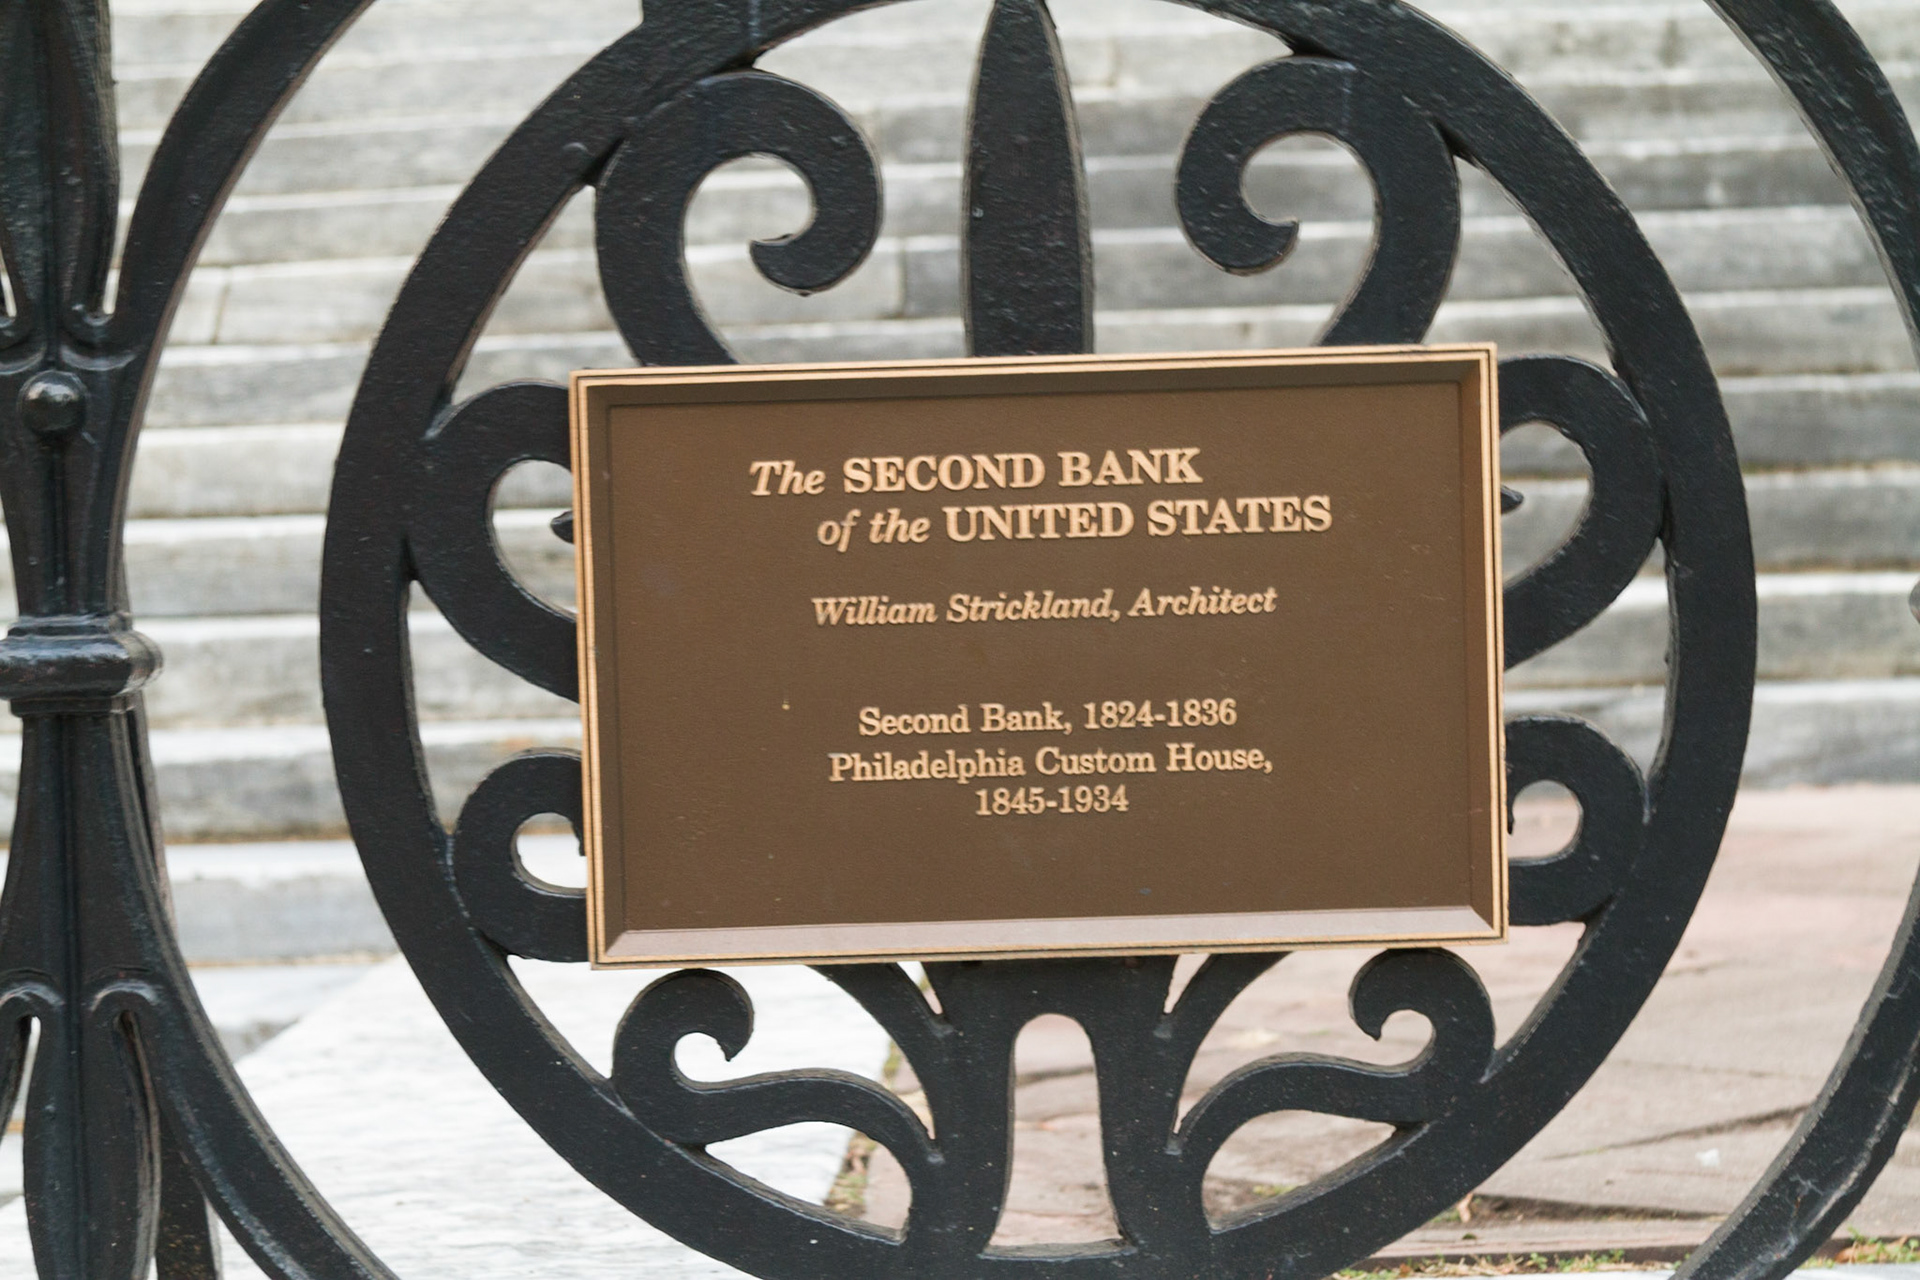 The SECOND BANK
of the UNITED STATES
William Strickland, Architect
Second Bank, 1824-1836
Philadelphia Custom House,
1845-1934